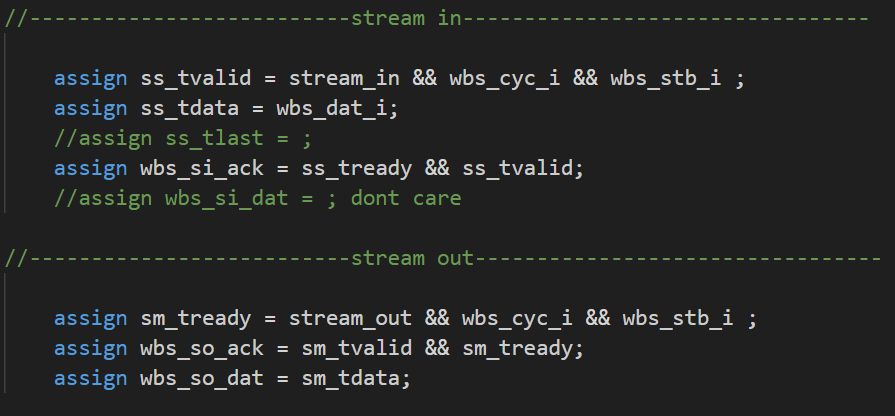 //--------------------------stream in---------------------------------
assign ss_tvalid = stream_in && wbs_cyc_i && wbs_stb_i ;
assign ss_tdata = wbs_dat_i;
//assign ss_tlast = ;
assign wbs_si_ack = ss_tready && ss_tvalid;
//assign wbs_si_dat = ; dont care
//--------------------------stream out---------------------------------
assign sm_tready = stream_out && wbs_cyc_i && wbs_stb_i ;
assign wbs_so_ack = sm_tvalid && sm_tready;
assign wbs_so_dat = sm_tdata;